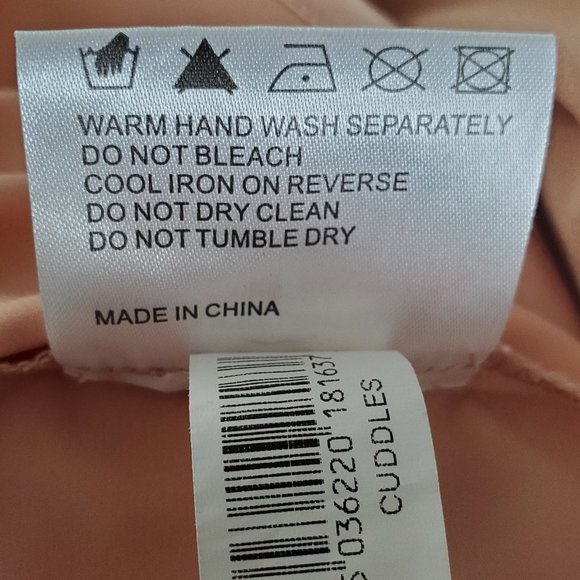 WARM HAND WASH SEPARATELY
DO NOT BLEACH
COOL IRON ON REVERSE
DO NOT DRY CLEAN
DO NOT TUMBLE DRY
MADE IN CHINA
036220 181637
CUDDLES